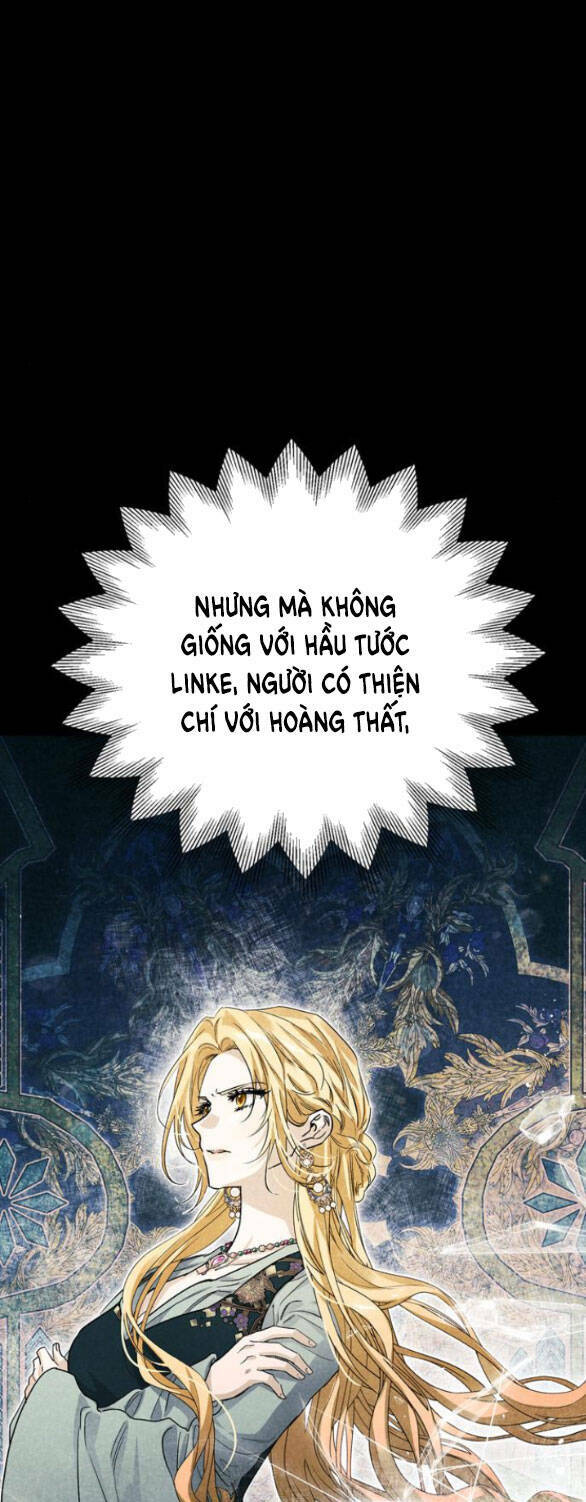 NHƯNG MÀ KHÔNG
GIỐNG VỚI HẦU TƯỚC
LINKE, NGƯỜI CÓ THIỆN
CHÍ VỚI HOÀNG THẤT,